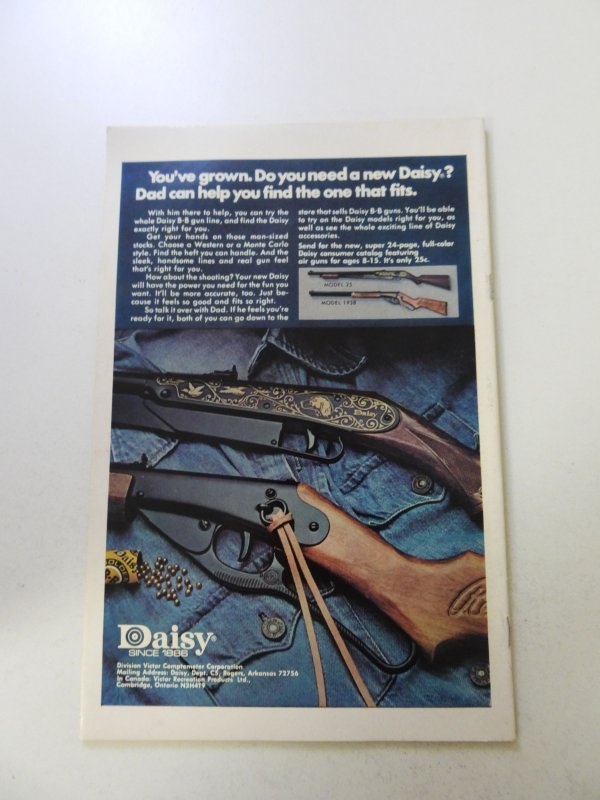 You've grown. Do you need a new Daisy®?
Dad can help you find the one that fits.
With him there to help, you can try the
whole Daisy B·B gun line, and find the Daisy
exactly right for you.
Get your hands on those man-sized
stocks. Choose a Western or a Monte Carlo
style. Find the heft you can handle. And the
sleek, handsome lines and real gun feel
that's right for you.
How about the shooting? Your new Daisy
will have the power you need for the fun you
want. It'll be more accurate, too. Just be-
cause it feels so good and fits so right.
So talk it over with Dad. If he feels you're
ready for it, both of you can go down to the
store that sells Daisy B·B guns. You'll be able
to try on the Daisy models right for you, as
well as see the whole exciting line of Daisy
accessories.
Send for the new, super 24-page, full-color
Daisy consumer catalog featuring
air guns for ages 8-15. It's only 25¢.
MODEL 25
MODEL 1938
Daisy
Daisy
Daisy®
SINCE 1886
Division Victor Comptometer Corporation
Mailing Address: Daisy, Dept. C5, Rogers, Arkansas 72756
In Canada: Victor Recreation Products Ltd.,
Cambridge, Ontario N3H4T9